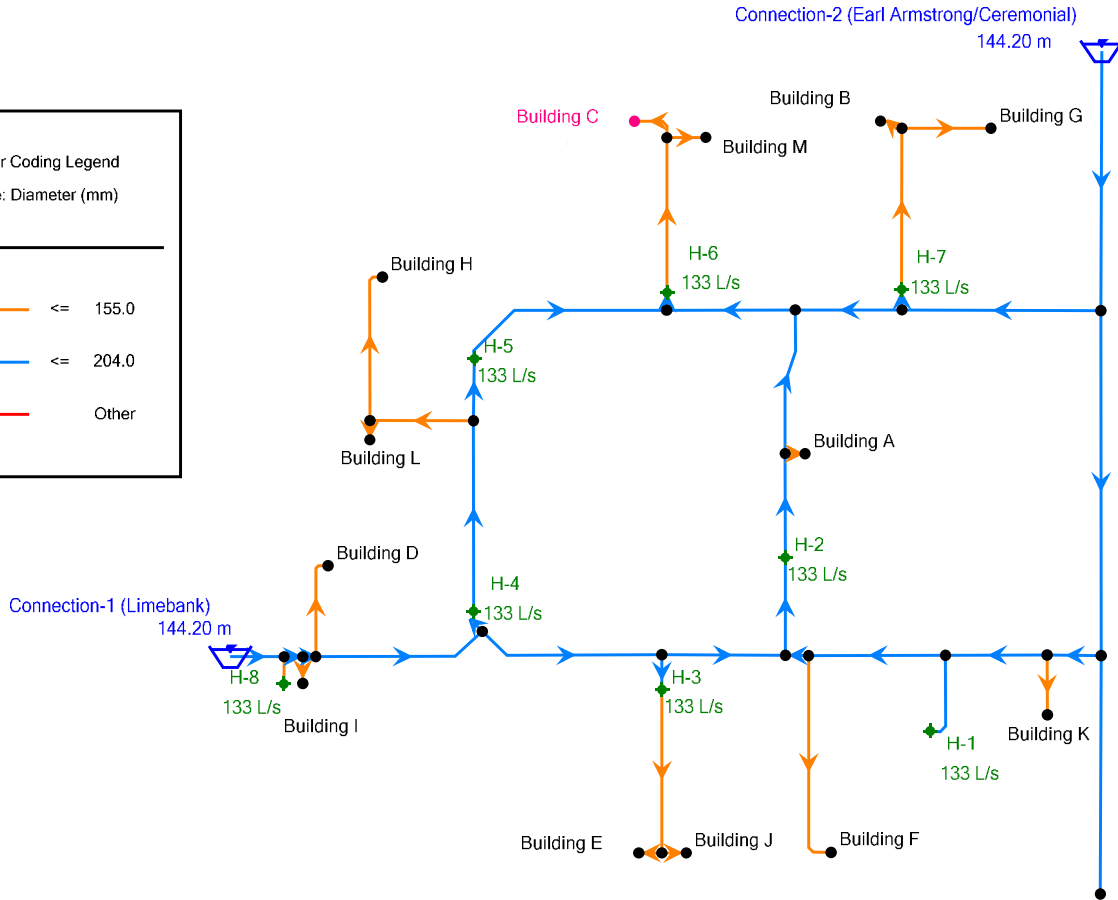 Connection-2 (Earl Armstrong/Ceremonial)
144.20 m
Building B
Building C
Building G
Building M
r Coding Legend
e: Diameter (mm)
<= 155.0
<= 204.0
Other
H-6
133 L/s
H-7
133 L/s
Building H
H-5
133 L/s
Building L
Building A
Building D
H-2
133 L/s
H-4
133 L/s
Connection-1 (Limebank)
144.20 m
H-8
133 L/s
Building I
H-3
133 L/s
Building K
H-1
133 L/s
Building E
Building J
Building F